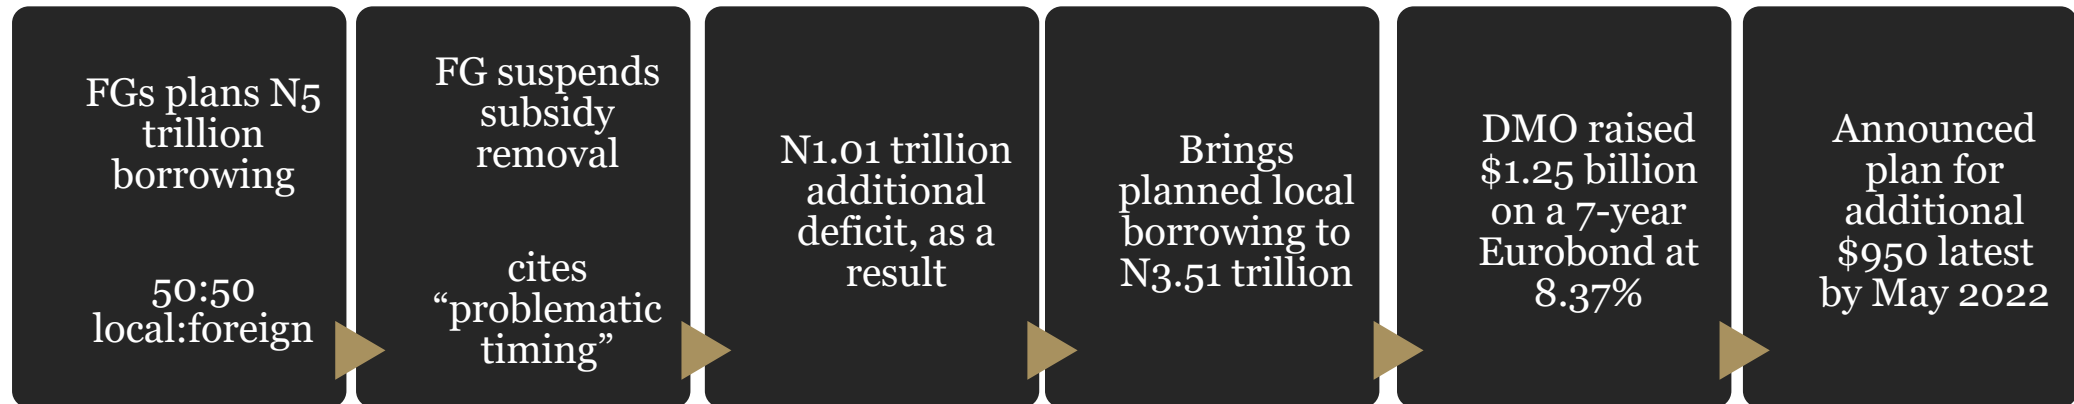 FGs plans N5
trillion
borrowing
50:50
local:foreign
FG suspends
subsidy
removal
cites
“problematic
timing”
N1.01 trillion
additional
deficit, as a
result
Brings
planned local
borrowing to
N3.51 trillion
DMO raised
$1.25 billion
on a 7-year
Eurobond at
8.37%
Announced
plan for
additional
$950 latest
by May 2022